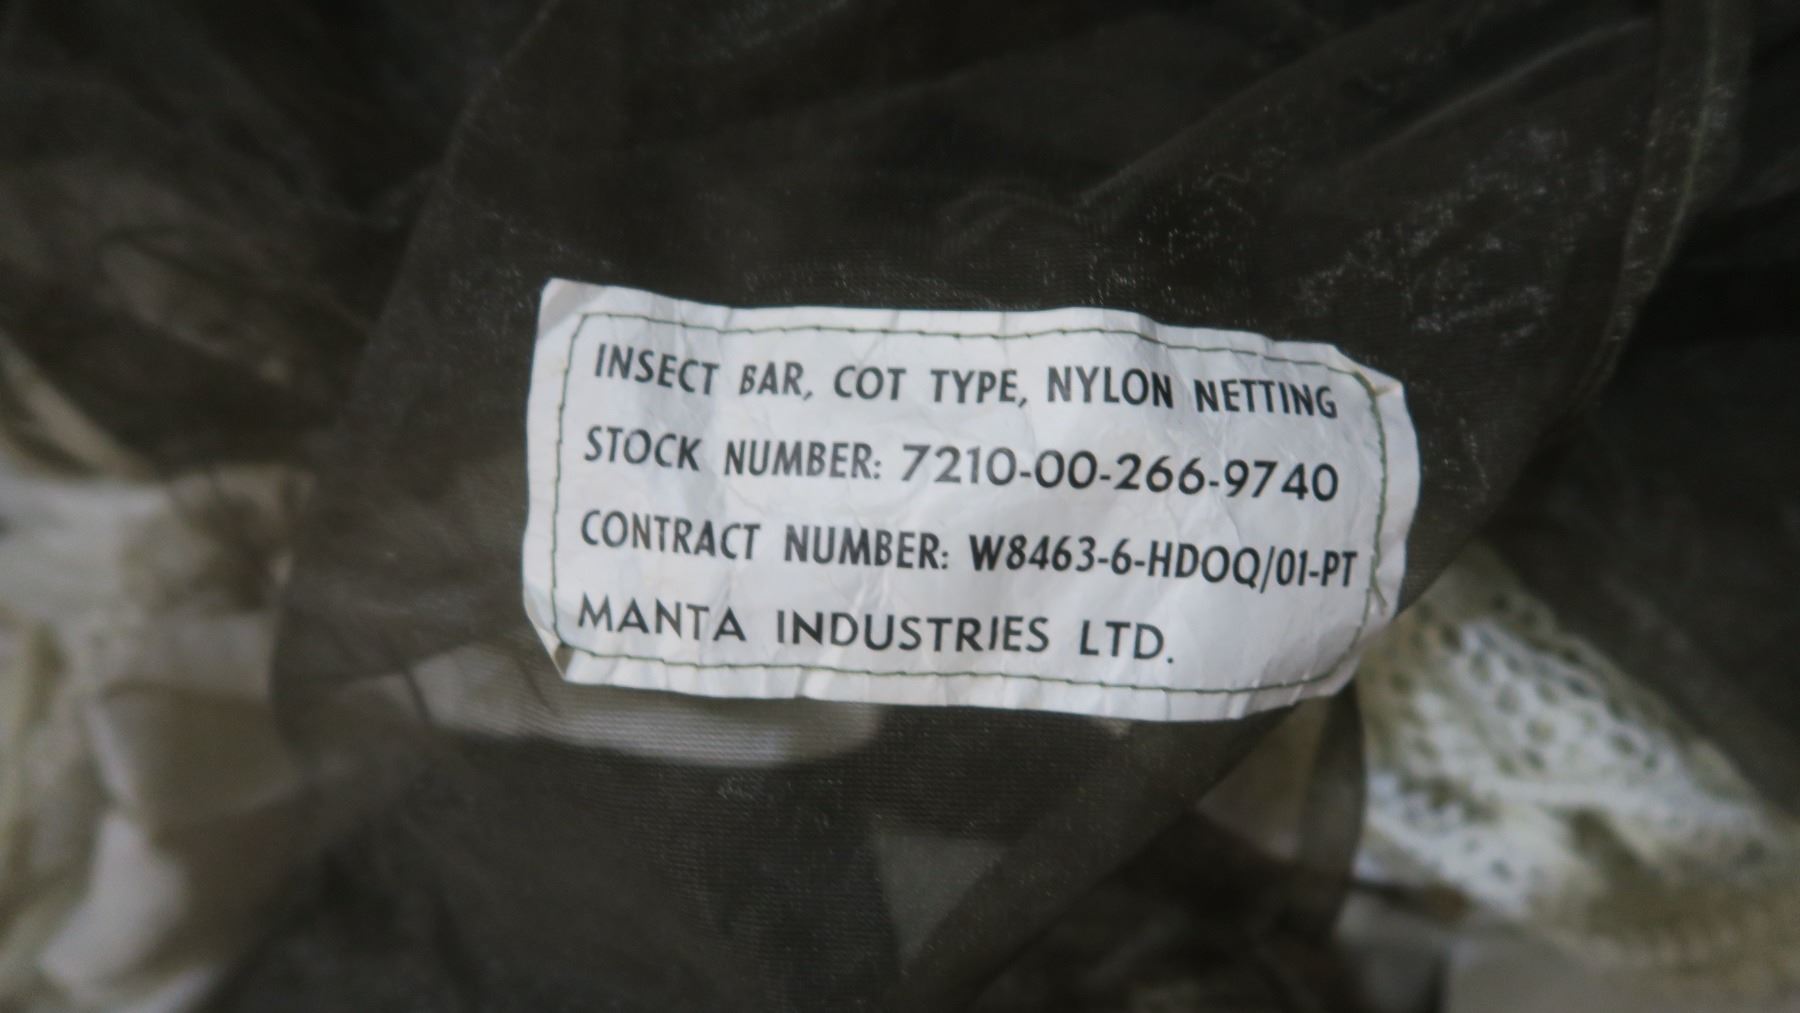 INSECT BAR, COT TYPE, NYLON NETTING
STOCK NUMBER: 7210-00-266-9740
CONTRACT NUMBER: W8463-6-HDOQ/01-PT
MANTA INDUSTRIES LTD.